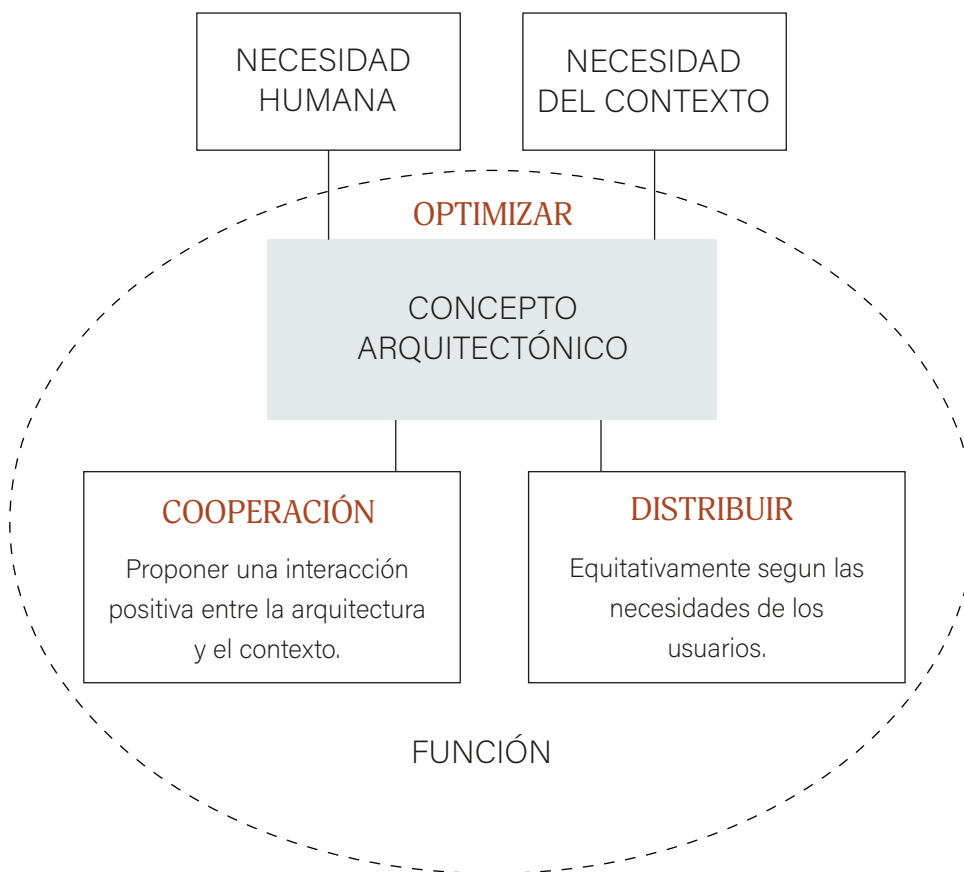 NECESIDAD
HUMANA
NECESIDAD
DEL CONTEXTO
OPTIMIZAR
CONCEPTO
ARQUITECTÓNICO
COOPERACIÓN
Proponer una interacción
positiva entre la arquitectura
y el contexto.
DISTRIBUIR
Equitativamente segun las
necesidades de los
usuarios.
FUNCIÓN